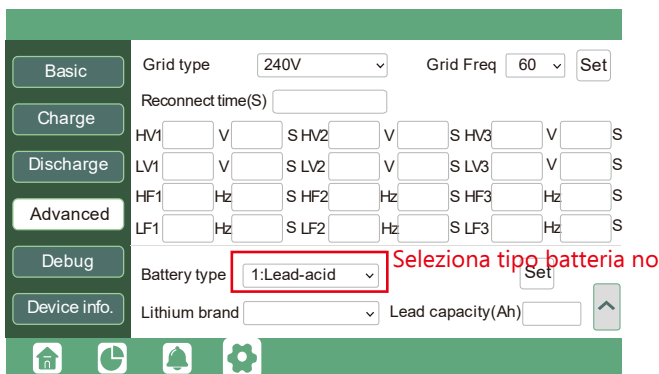 Basic
Charge
Discharge
Advanced
Debug
Device info.
Grid type 240V Grid Freq 60 Set
Reconnect time(S)
HV1 V S HV2 V S HV3 V S
LV1 V S LV2 V S LV3 V S
HF1 Hz S HF2 Hz S HF3 Hz S
LF1 Hz S LF2 Hz S LF3 Hz S
Battery type 1:Lead-acid Seleziona tipo batteria no
Set
Lithium brand Lead capacity(Ah)